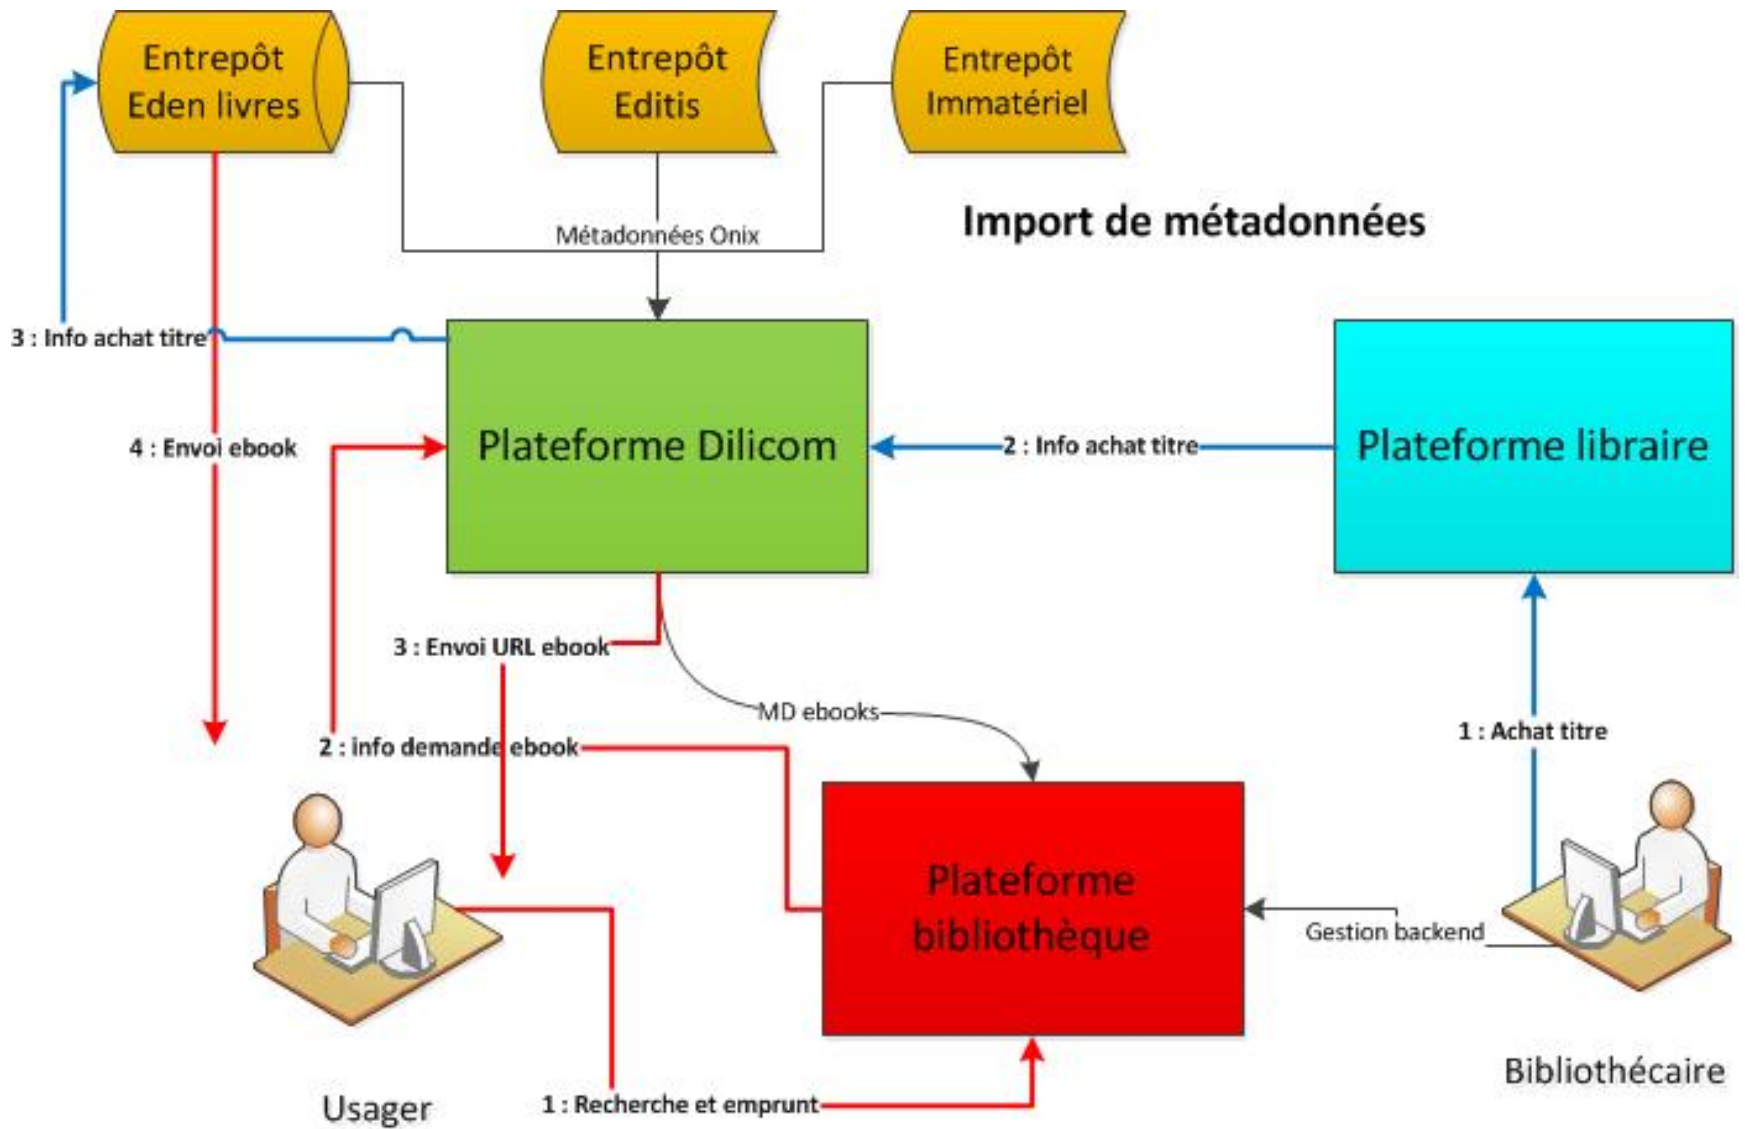 Entrepôt
Eden livres
Entrepôt
Editis
Entrepôt
Immatériel
Import de métadonnées
Métadonnées Onix
3 : Info achat titre
4 : Envoi ebook
Plateforme Dilicom
2 : Info achat titre
Plateforme libraire
3 : Envoi URL ebook
MD ebooks
2 : info demande ebook
1 : Achat titre
Plateforme
bibliothèque
Gestion backend
Usager
1 : Recherche et emprunt
Bibliothécaire